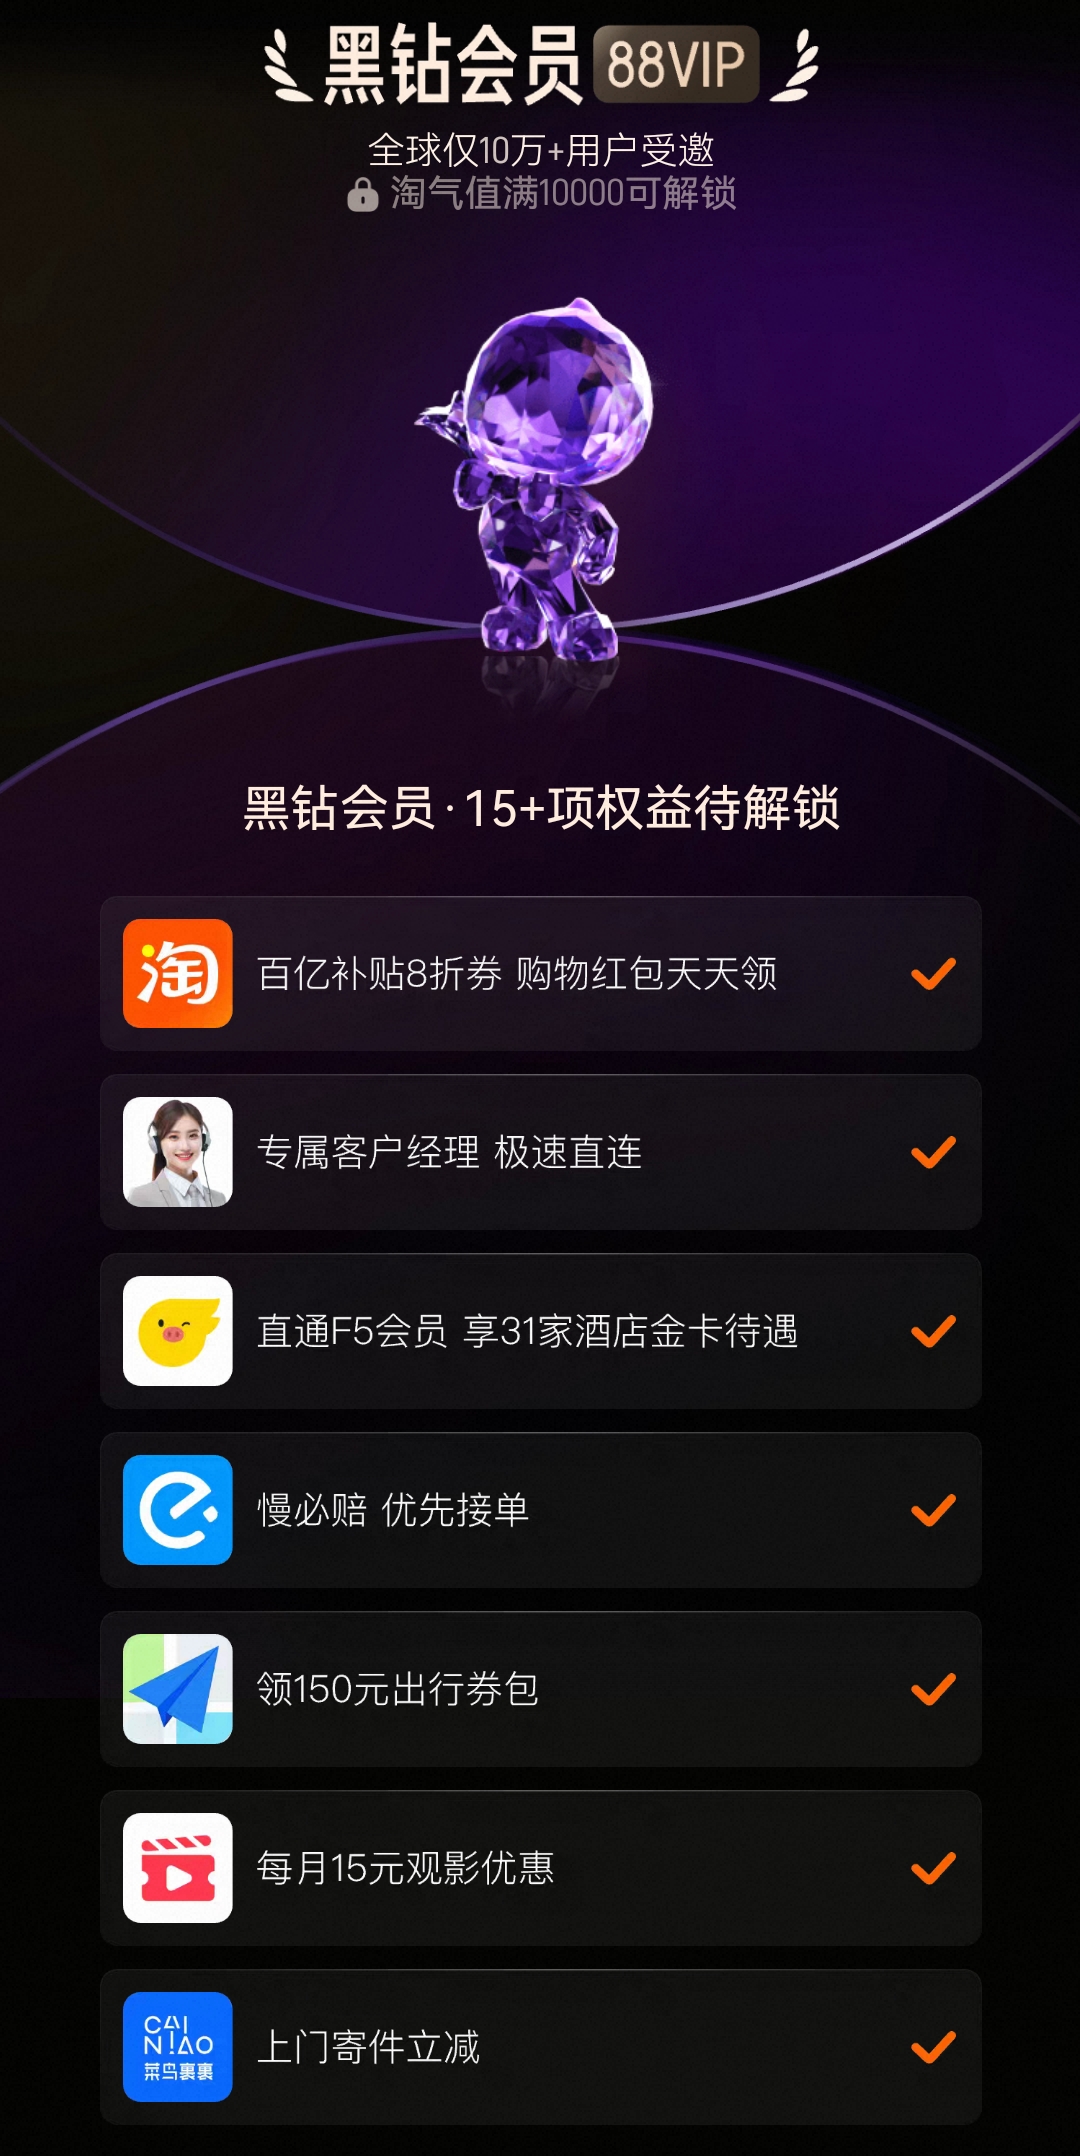 黑钻会员 88VIP
全球仅10万+用户受邀
淘气值满10000可解锁
黑钻会员·15+项权益待解锁
淘
百亿补贴8折券 购物红包天天领
专属客户经理 极速直连
直通F5会员 享31家酒店金卡待遇
慢必赔 优先接单
领150元出行券包
每月15元观影优惠
CAI
NIAO
菜鸟裹裹
上门寄件立减